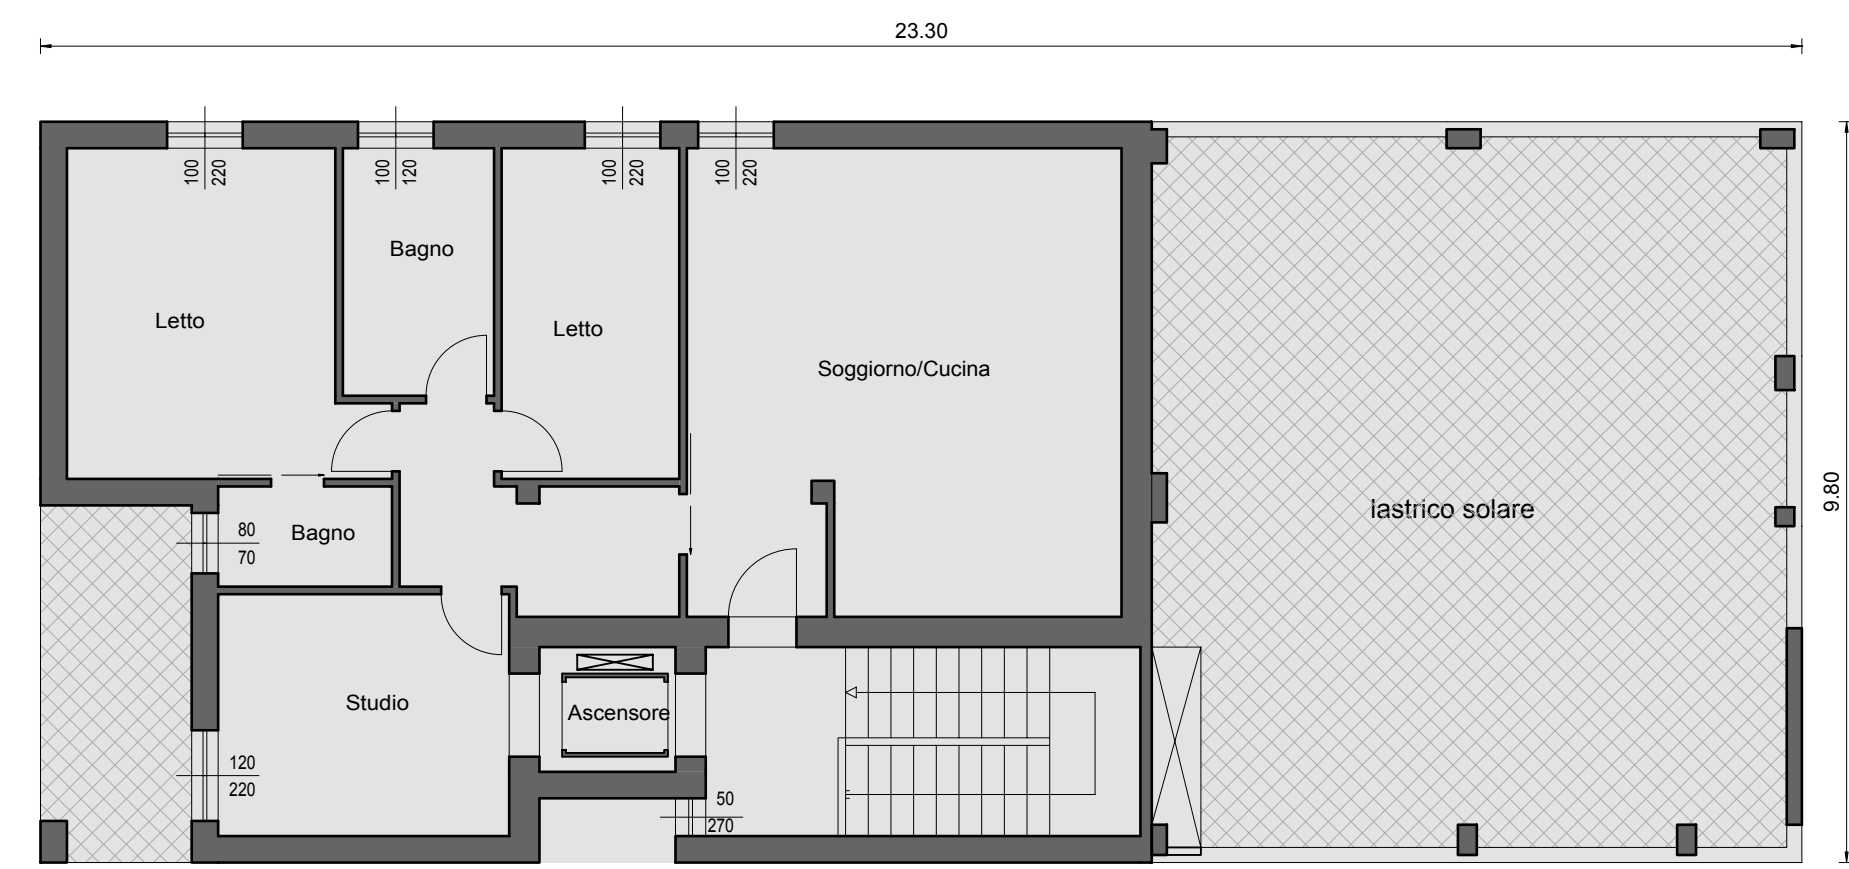 23.30
100
220
100
120
100
220
100
220
Bagno
Letto
Letto
Soggiorno/Cucina
lastrico solare
9.80
80
70
Bagno
Studio
Ascensore
120
220
50
270